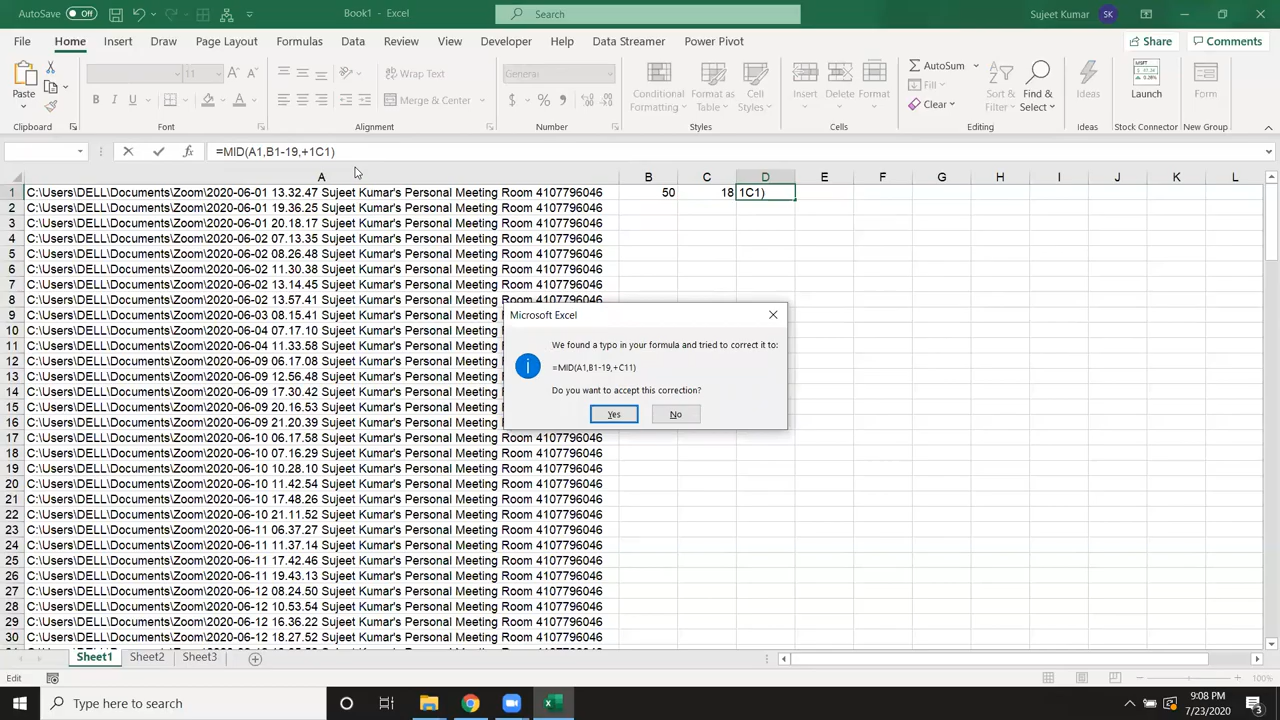 AutoSave Off Book1 - Excel Search Sujeet Kumar SK
File Home Insert Draw Page Layout Formulas Data Review View Developer Help Data Streamer Power Pivot Share Comments
Paste 11 Wrap Text General Conditional Formatting Format as Table Cell Styles Insert Delete Format AutoSum Fill Clear Sort & Filter Find & Select Ideas Launch Form
Merge & Center
Clipboard Font Alignment Number Styles Cells Editing Ideas Stock Connector New Group
=MID(A1,B1-19,+1C1)
A B C D E F G H I J K L
1 C:\Users\DELL\Documents\Zoom\2020-06-01 13.32.47 Sujeet Kumar's Personal Meeting Room 4107796046 50 18 1C1)
2 C:\Users\DELL\Documents\Zoom\2020-06-01 19.36.25 Sujeet Kumar's Personal Meeting Room 4107796046
3 C:\Users\DELL\Documents\Zoom\2020-06-01 20.18.17 Sujeet Kumar's Personal Meeting Room 4107796046
4 C:\Users\DELL\Documents\Zoom\2020-06-02 07.13.35 Sujeet Kumar's Personal Meeting Room 4107796046
5 C:\Users\DELL\Documents\Zoom\2020-06-02 08.26.48 Sujeet Kumar's Personal Meeting Room 4107796046
6 C:\Users\DELL\Documents\Zoom\2020-06-02 11.30.38 Sujeet Kumar's Personal Meeting Room 4107796046
7 C:\Users\DELL\Documents\Zoom\2020-06-02 13.14.45 Sujeet Kumar's Personal Meeting Room 4107796046
8 C:\Users\DELL\Documents\Zoom\2020-06-02 13.57.41 Sujeet Kumar's Personal Meeting Room 4107796046
9 C:\Users\DELL\Documents\Zoom\2020-06-03 08.15.41 Sujeet Kumar's Personal Meeting
10 C:\Users\DELL\Documents\Zoom\2020-06-04 07.17.10 Sujeet Kumar's Personal Meeting
11 C:\Users\DELL\Documents\Zoom\2020-06-04 11.33.58 Sujeet Kumar's Personal Meeting
12 C:\Users\DELL\Documents\Zoom\2020-06-09 06.17.08 Sujeet Kumar's Personal Meeting
13 C:\Users\DELL\Documents\Zoom\2020-06-09 12.56.48 Sujeet Kumar's Personal Meeting
14 C:\Users\DELL\Documents\Zoom\2020-06-09 17.30.42 Sujeet Kumar's Personal Meeting
15 C:\Users\DELL\Documents\Zoom\2020-06-09 20.16.53 Sujeet Kumar's Personal Meeting
16 C:\Users\DELL\Documents\Zoom\2020-06-09 21.20.39 Sujeet Kumar's Personal Meeting
Microsoft Excel
We found a typo in your formula and tried to correct it to:
=MID(A1,B1-19,+C11)
Do you want to accept this correction?
Yes No
17 C:\Users\DELL\Documents\Zoom\2020-06-10 06.17.58 Sujeet Kumar's Personal Meeting Room 4107796046
18 C:\Users\DELL\Documents\Zoom\2020-06-10 07.16.29 Sujeet Kumar's Personal Meeting Room 4107796046
19 C:\Users\DELL\Documents\Zoom\2020-06-10 10.28.10 Sujeet Kumar's Personal Meeting Room 4107796046
20 C:\Users\DELL\Documents\Zoom\2020-06-10 11.42.54 Sujeet Kumar's Personal Meeting Room 4107796046
21 C:\Users\DELL\Documents\Zoom\2020-06-10 17.48.26 Sujeet Kumar's Personal Meeting Room 4107796046
22 C:\Users\DELL\Documents\Zoom\2020-06-10 21.11.52 Sujeet Kumar's Personal Meeting Room 4107796046
23 C:\Users\DELL\Documents\Zoom\2020-06-11 06.37.27 Sujeet Kumar's Personal Meeting Room 4107796046
24 C:\Users\DELL\Documents\Zoom\2020-06-11 11.37.14 Sujeet Kumar's Personal Meeting Room 4107796046
25 C:\Users\DELL\Documents\Zoom\2020-06-11 17.42.46 Sujeet Kumar's Personal Meeting Room 4107796046
26 C:\Users\DELL\Documents\Zoom\2020-06-11 19.43.13 Sujeet Kumar's Personal Meeting Room 4107796046
27 C:\Users\DELL\Documents\Zoom\2020-06-12 08.24.50 Sujeet Kumar's Personal Meeting Room 4107796046
28 C:\Users\DELL\Documents\Zoom\2020-06-12 10.53.54 Sujeet Kumar's Personal Meeting Room 4107796046
29 C:\Users\DELL\Documents\Zoom\2020-06-12 16.36.22 Sujeet Kumar's Personal Meeting Room 4107796046
30 C:\Users\DELL\Documents\Zoom\2020-06-12 18.27.52 Sujeet Kumar's Personal Meeting Room 4107796046
Sheet1 Sheet2 Sheet3
Edit 100%
Type here to search 9:08 PM
7/23/2020 3